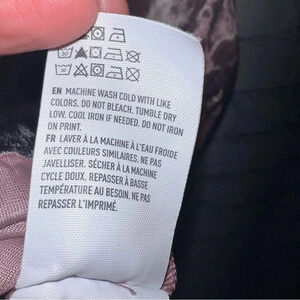 EN MACHINE WASH COLD WITH LIKE
COLORS. DO NOT BLEACH. TUMBLE DRY
LOW. COOL IRON IF NEEDED. DO NOT IRON
ON PRINT.
FR LAVER À LA MACHINE À L'EAU FROIDE
AVEC COULEURS SIMILAIRES. NE PAS
JAVELLISER. SÉCHER À LA MACHINE
CYCLE DOUX. REPASSER À BASSE
TEMPÉRATURE AU BESOIN. NE PAS
REPASSER L'IMPRIMÉ.